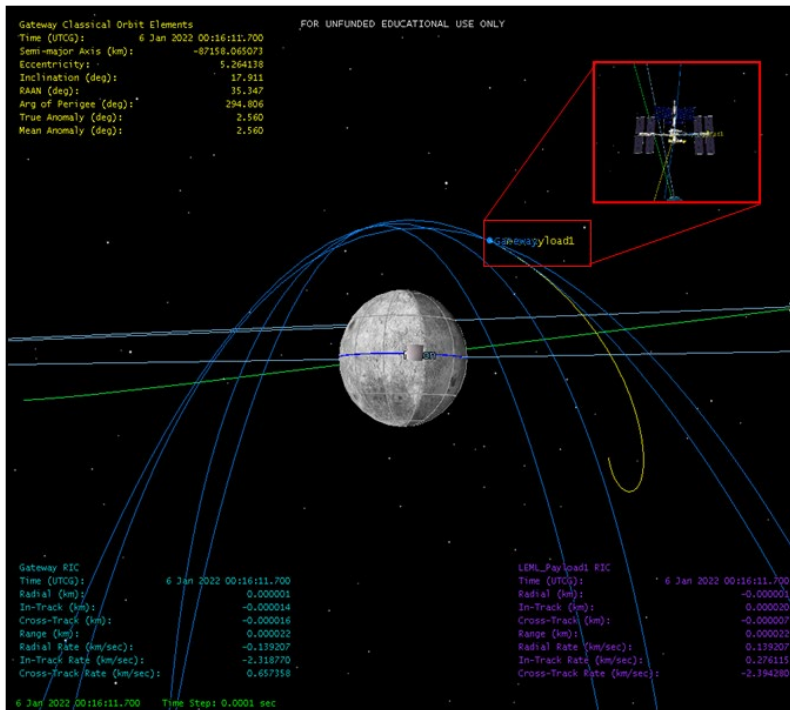 Gateway Classical Orbit Elements
FOR UNFUNDED EDUCATIONAL USE ONLY
Time (UTCG): 6 Jan 2022 00:16:11.700
Semi-major Axis (km): -87158.065073
Eccentricity: 5.264138
Inclination (deg): 17.911
RAAN (deg): 35.347
Arg of Perigee (deg): 294.806
True Anomaly (deg): 2.560
Mean Anomaly (deg): 2.560
Gateway yload1
Gateway RIC
Time (UTCG): 6 Jan 2022 00:16:11.700
Radial (km): 0.000001
In-Track (km): -0.000014
Cross-Track (km): -0.000016
Range (km): 0.000022
Radial Rate (km/sec): -0.139207
In-Track Rate (km/sec): -2.318770
Cross-Track Rate (km/sec): 0.657358
LEML_Payload1 RIC
Time (UTCG): 6 Jan 2022 00:16:11.700
Radial (km): -0.000001
In-Track (km): 0.000020
Cross-Track (km): -0.000007
Range (km): 0.000022
Radial Rate (km/sec): 0.139207
In-Track Rate (km/sec): 0.276115
Cross-Track Rate (km/sec): -2.394280
6 Jan 2022 00:16:11.700 Time Step: 0.0001 sec